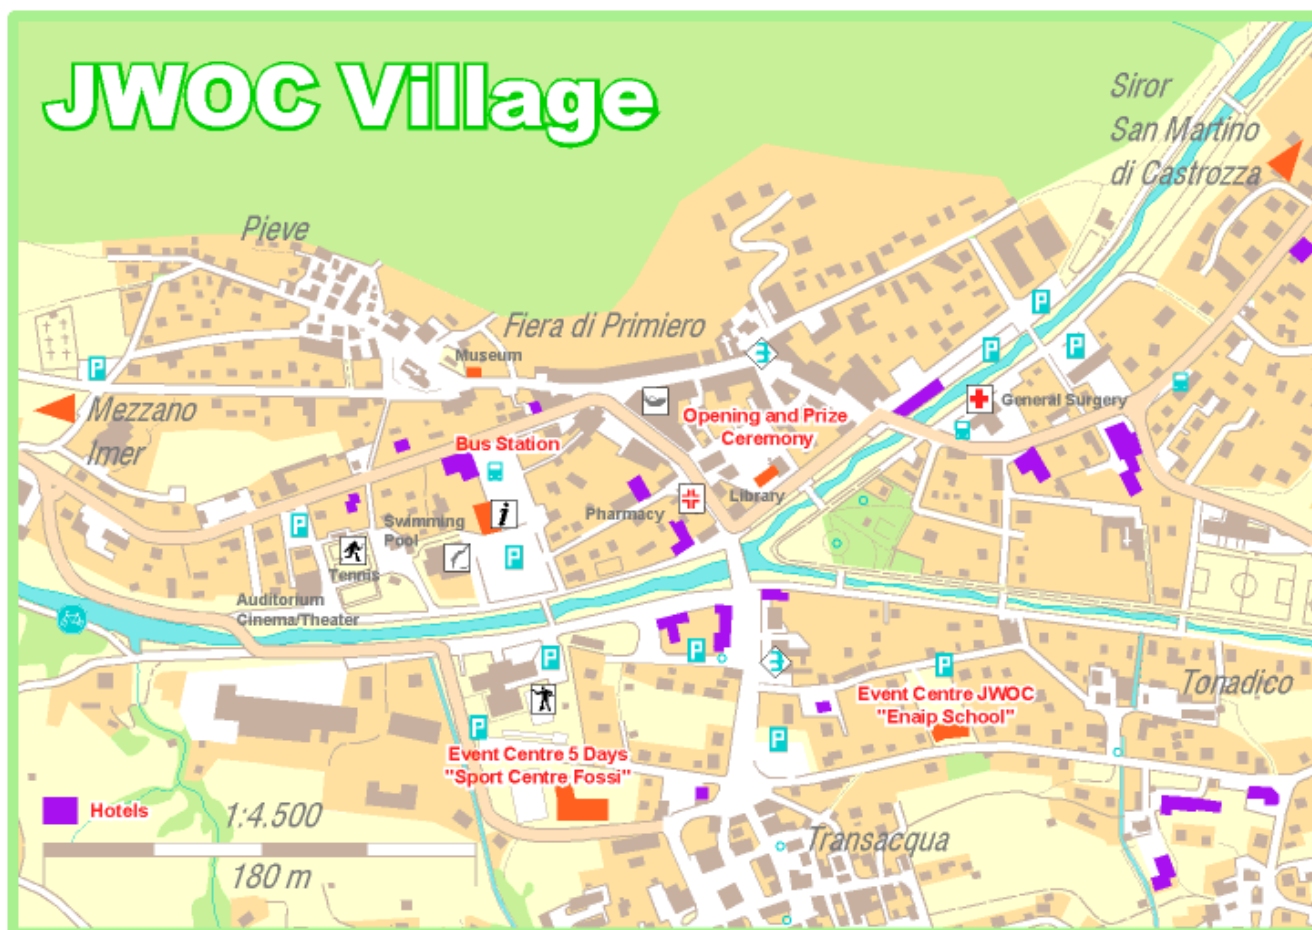 JWOC Village
Siror
San Martino
di Castrozza
Pieve
Fiera di Primiero
Museum
P
P
P
P
Mezzano
Imer
Opening and Prize
Ceremony
General Surgery
Bus Station
Library
Pharmacy
i
Swimming
Pool
P
P
Tennis
Auditorium
Cinema/Theater
P
P
P
Tonadico
Event Centre JWOC
"Enaip School"
P
P
Event Centre 5 Days
"Sport Centre Fossi"
Hotels
1:4.500
180 m
Transacqua